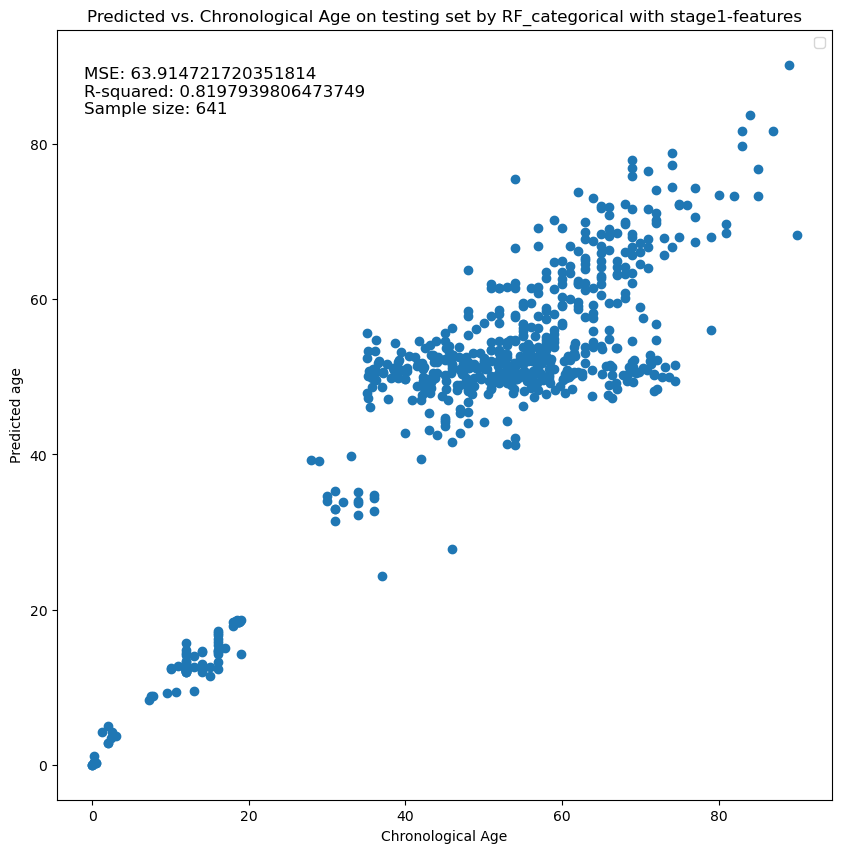 Predicted vs. Chronological Age on testing set by RF_categorical with stage1-features
MSE: 63.914721720351814
R-squared: 0.8197939806473749
Sample size: 641
80
60
40
20
0
Predicted age
0 20 40 60 80
Chronological Age